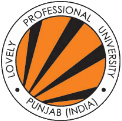 LOVELY PROFESSIONAL UNIVERSITY
PUNJAB (INDIA)